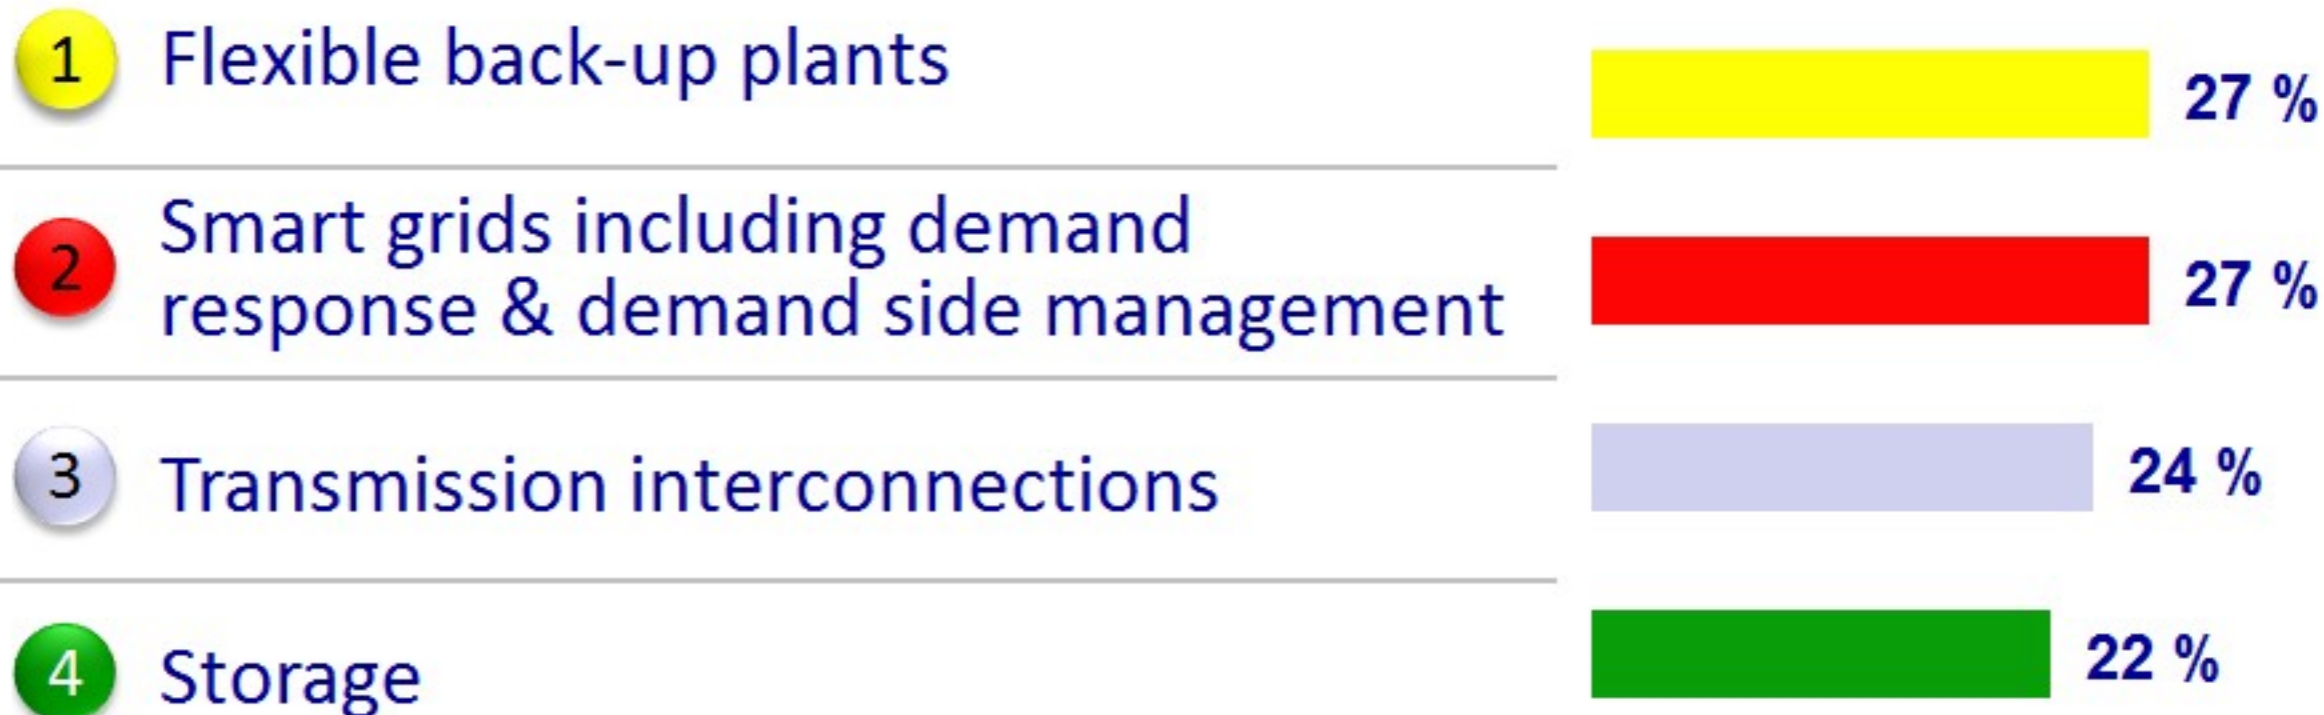 1 Flexible back-up plants 27 %
2 Smart grids including demand
response & demand side management 27 %
3 Transmission interconnections 24 %
4 Storage 22 %